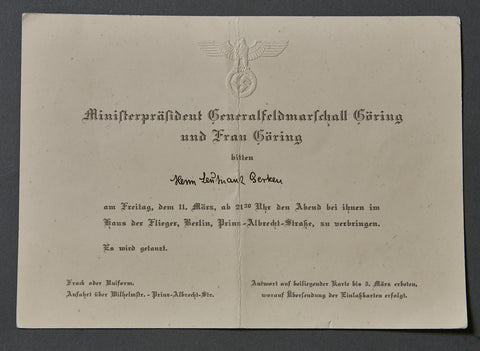 Ministerpräsident Generalfeldmarschall Göring
und Frau Göring
bitten
Herrn Leutnant Gerken
am Freitag, dem 11. März, ab 21³⁰ Uhr den Abend bei ihnen im
Haus der Flieger, Berlin, Prinz-Albrecht-Straße, zu verbringen.
Es wird getanzt.
Frack oder Uniform.
Anfahrt über Wilhelmstr. - Prinz-Albrecht-Str.
Antwort auf beiliegender Karte bis 3. März erbeten,
worauf Übersendung der Einlaßkarten erfolgt.